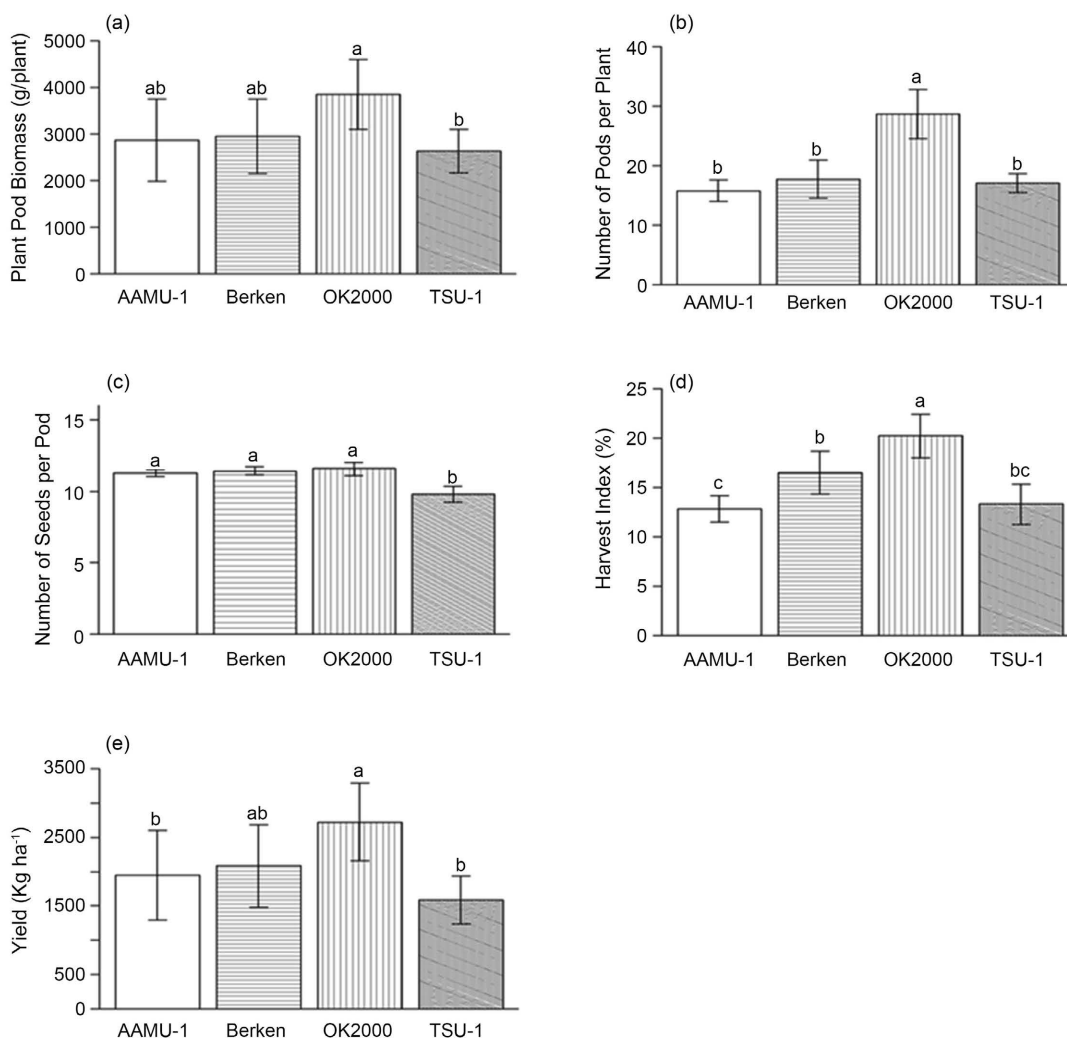 (a)
Plant Pod Biomass (g/plant)
5000
4000
3000
2000
1000
0
ab
ab
a
b
AAMU-1 Berken OK2000 TSU-1
(b)
Number of Pods per Plant
40
30
20
10
0
b
b
a
b
AAMU-1 Berken OK2000 TSU-1
(c)
Number of Seeds per Pod
15
10
5
0
a
a
a
b
AAMU-1 Berken OK2000 TSU-1
(d)
Harvest Index (%)
25
20
15
10
5
0
c
b
a
bc
AAMU-1 Berken OK2000 TSU-1
(e)
Yield (Kg ha⁻¹)
3500
2500
1500
500
0
b
ab
a
b
AAMU-1 Berken OK2000 TSU-1